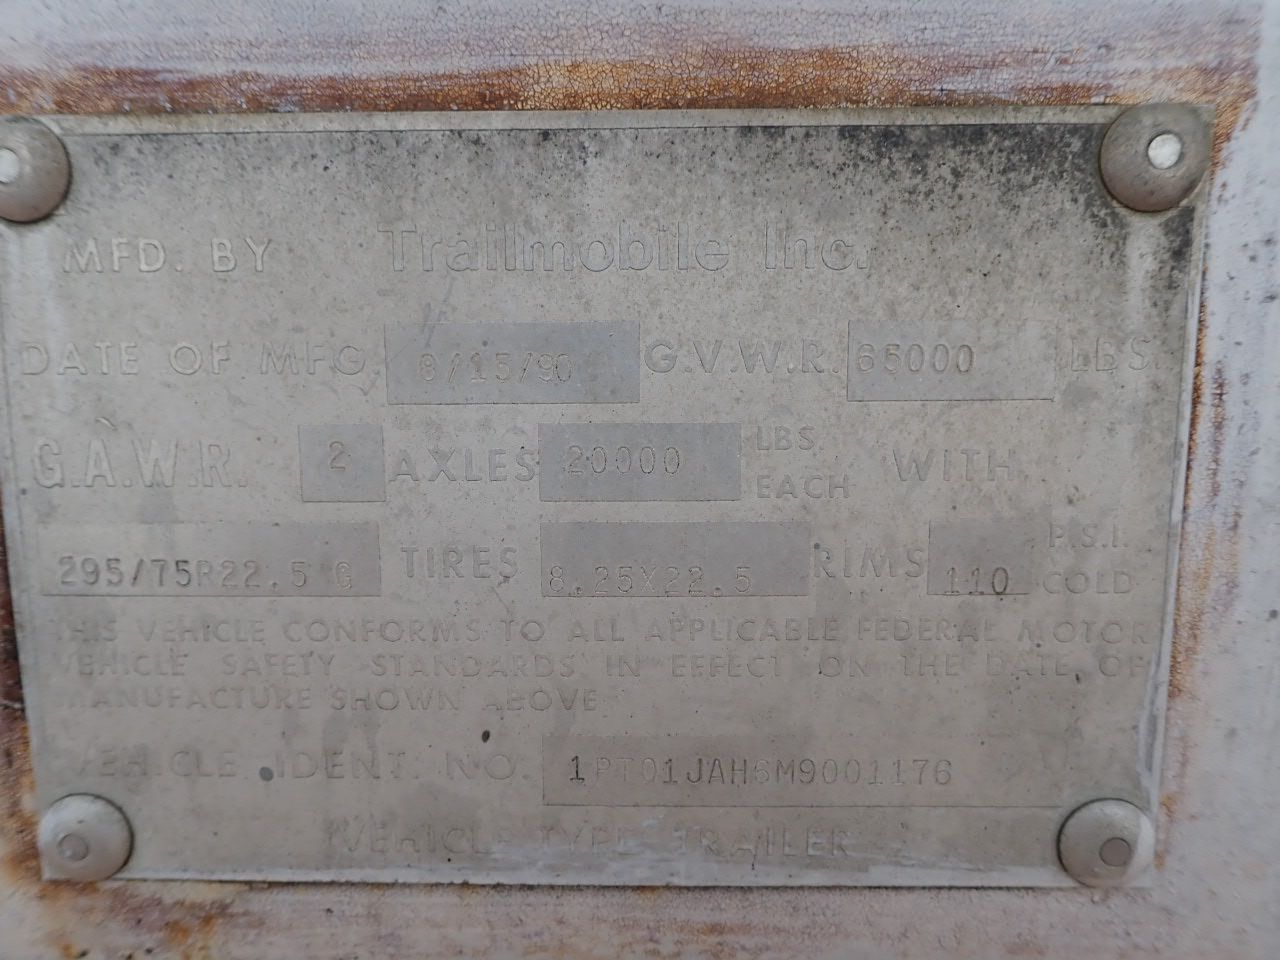 MFD. BY Trailmobile Inc.
DATE OF MFG. 8/15/90 G.V.W.R. 65000 LBS.
G.A.W.R. 2 AXLES 20000 LBS. EACH WITH
295/75R22.5 G TIRES 8.25X22.5 RIMS 110 P.S.I. COLD
THIS VEHICLE CONFORMS TO ALL APPLICABLE FEDERAL MOTOR
VEHICLE SAFETY STANDARDS IN EFFECT ON THE DATE OF
MANUFACTURE SHOWN ABOVE
VEHICLE IDENT. NO. 1PT01JAH6M9001176
VEHICLE TYPE TRAILER